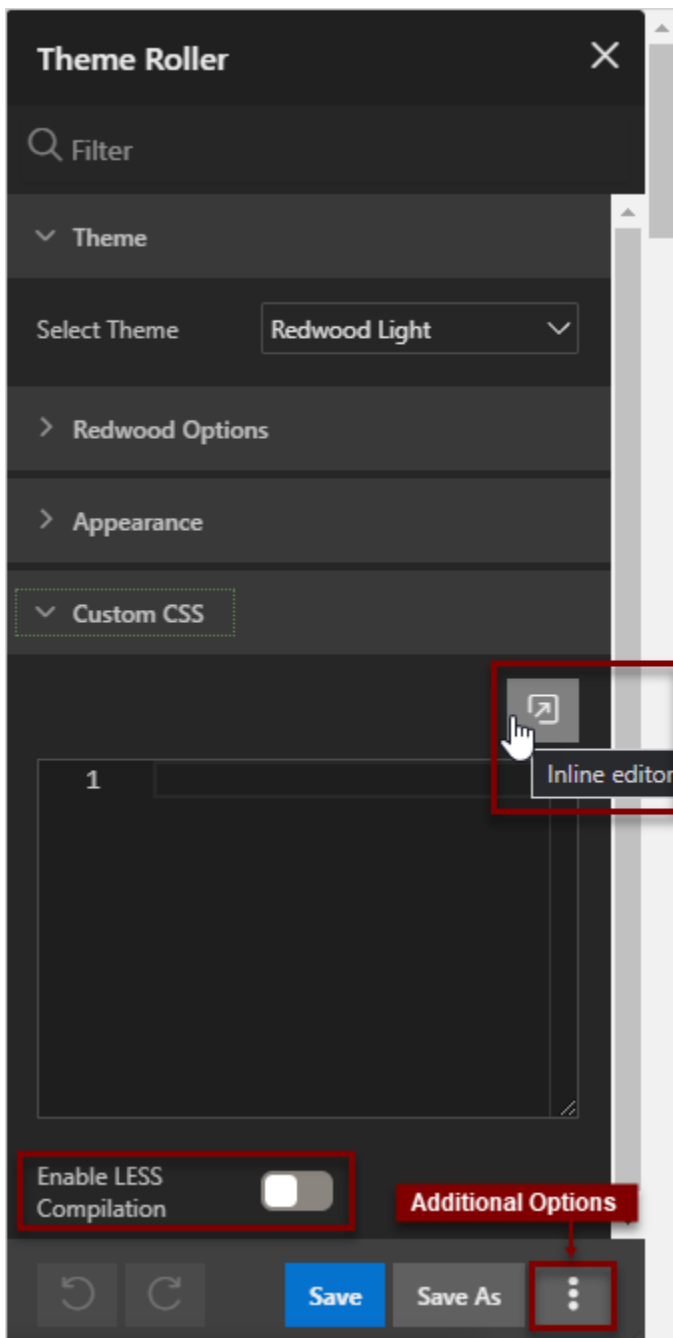 Theme Roller
Filter
Theme
Select Theme
Redwood Light
Redwood Options
Appearance
Custom CSS
Inline editor
1
Enable LESS
Compilation
Additional Options
Save
Save As